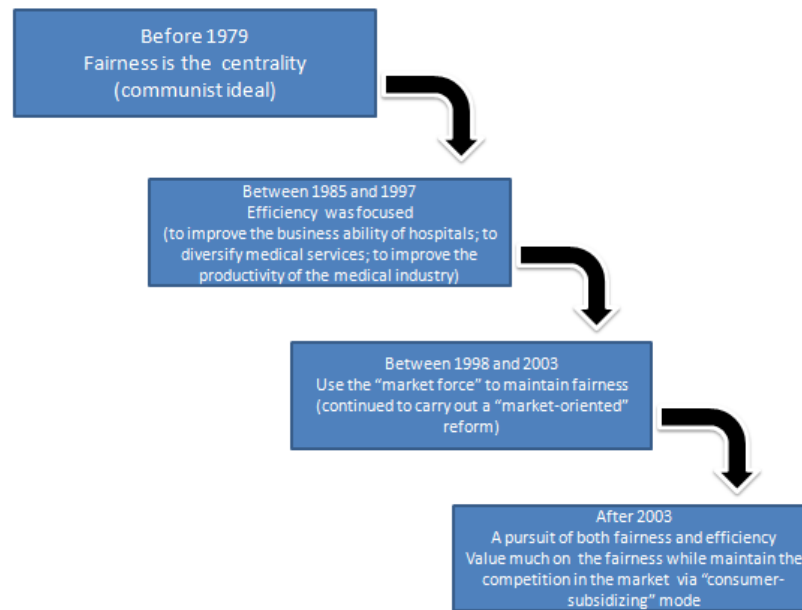 Before 1979
Fairness is the centrality
(communist ideal)
Between 1985 and 1997
Efficiency was focused
(to improve the business ability of hospitals; to
diversify medical services; to improve the
productivity of the medical industry)
Between 1998 and 2003
Use the “market force” to maintain fairness
(continued to carry out a “market-oriented”
reform)
After 2003
A pursuit of both fairness and efficiency
Value much on the fairness while maintain the
competition in the market via “consumer-
subsidizing” mode